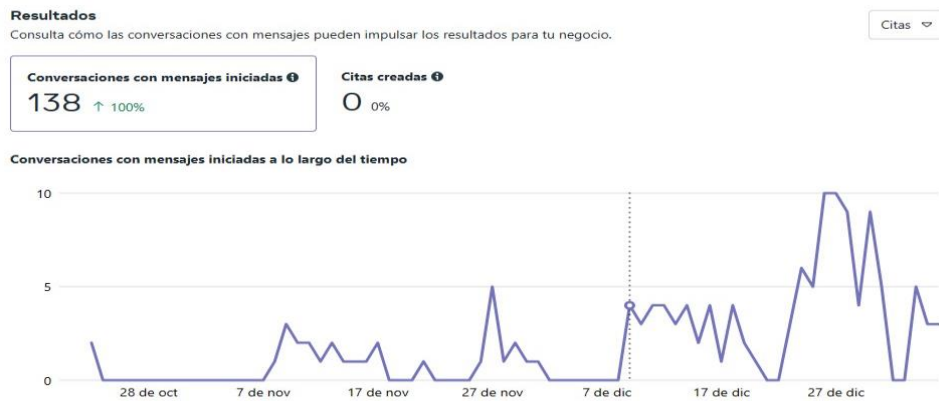 Resultados
Consulta cómo las conversaciones con mensajes pueden impulsar los resultados para tu negocio.
Citas
Conversaciones con mensajes iniciadas
138 ↑ 100%
Citas creadas
0 0%
Conversaciones con mensajes iniciadas a lo largo del tiempo
10
5
0
28 de oct 7 de nov 17 de nov 27 de nov 7 de dic 17 de dic 27 de dic